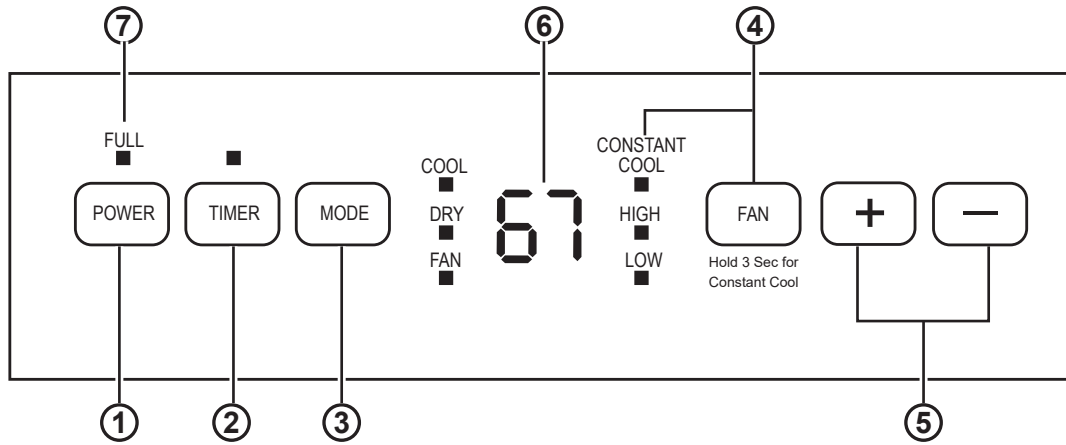 7
6
4
FULL
COOL
CONSTANT
COOL
POWER
TIMER
MODE
DRY
67
HIGH
FAN
+
—
FAN
LOW
Hold 3 Sec for
Constant Cool
1
2
3
5